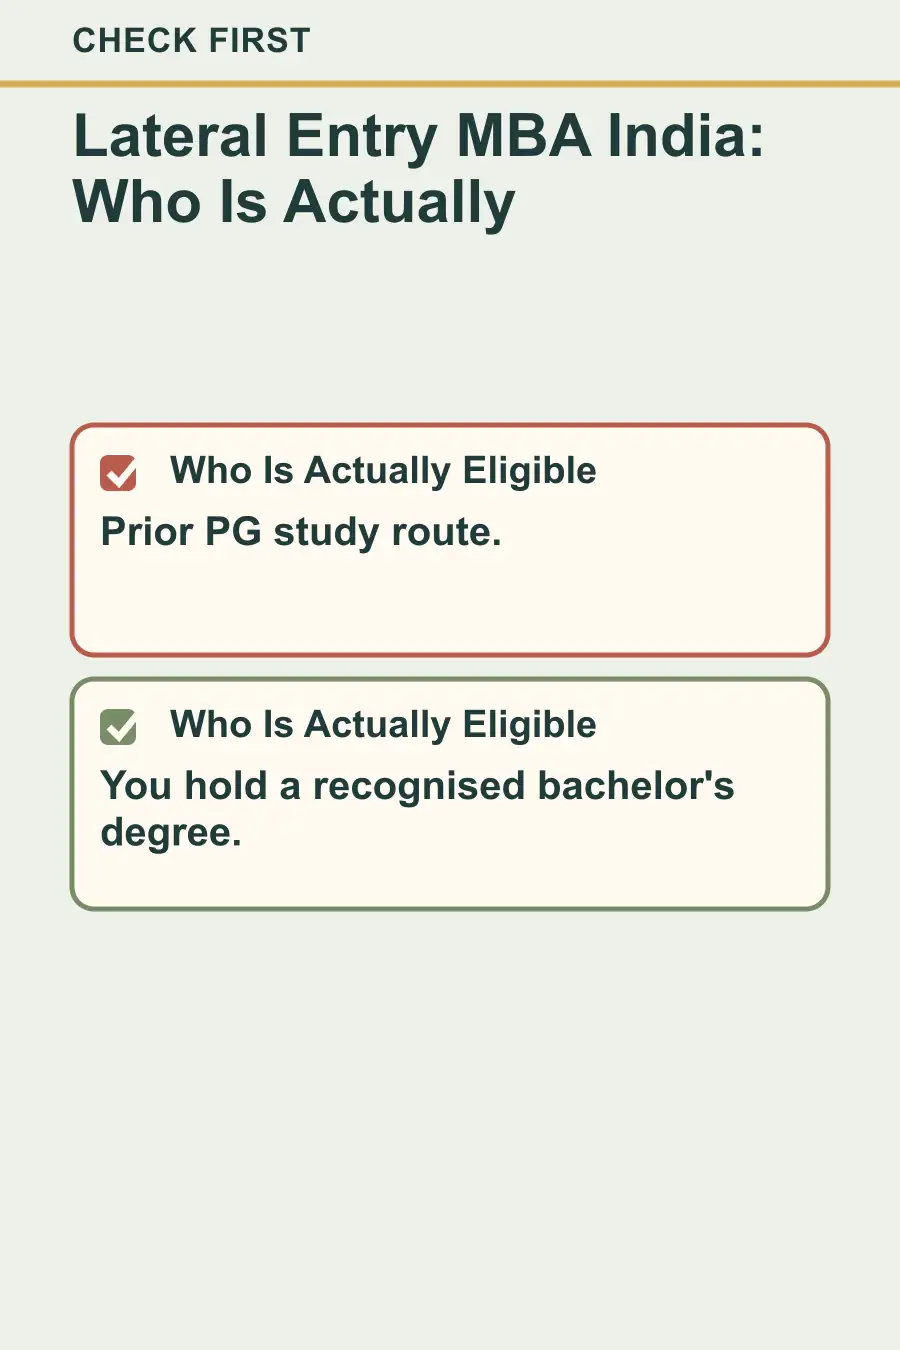 CHECK FIRST
Lateral Entry MBA India:
Who Is Actually
Who Is Actually Eligible
Prior PG study route.
Who Is Actually Eligible
You hold a recognised bachelor's
degree.